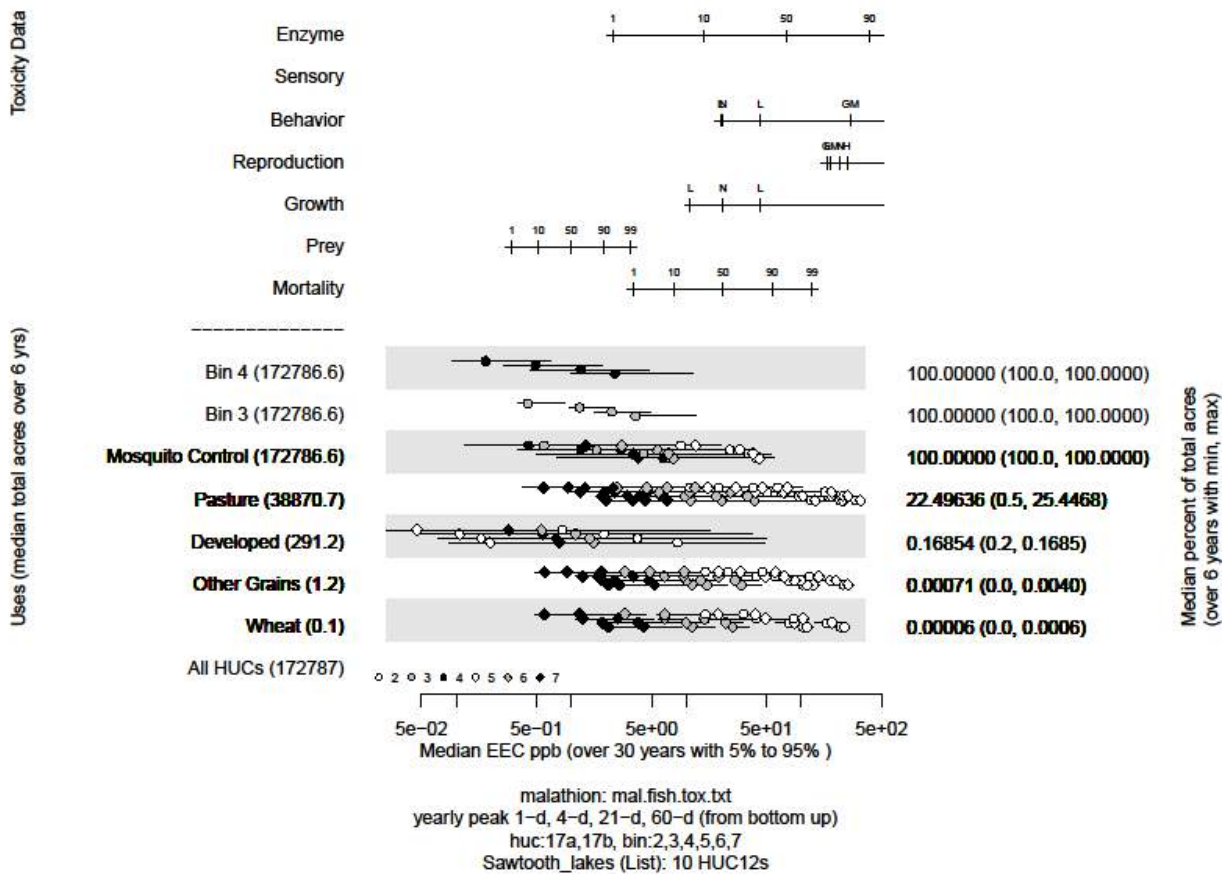 Toxicity Data
Enzyme
1 10 50 90
Sensory
Behavior
N L GM
Reproduction
Growth
L N L
Prey
1 10 50 90 99
Mortality
1 10 50 90 99
--------------
Uses (median total acres over 6 yrs)
Bin 4 (172786.6)
100.00000 (100.0, 100.0000)
Bin 3 (172786.6)
100.00000 (100.0, 100.0000)
Mosquito Control (172786.6)
100.00000 (100.0, 100.0000)
Pasture (38870.7)
22.49636 (0.5, 25.4468)
Developed (291.2)
0.16854 (0.2, 0.1685)
Other Grains (1.2)
0.00071 (0.0, 0.0040)
Wheat (0.1)
0.00006 (0.0, 0.0006)
Median percent of total acres
(over 6 years with min, max)
All HUCs (172787)
2 3 4 5 6 7
5e−02 5e−01 5e+00 5e+01 5e+02
Median EEC ppb (over 30 years with 5% to 95% )
malathion: mal.fish.tox.txt
yearly peak 1−d, 4−d, 21−d, 60−d (from bottom up)
huc:17a,17b, bin:2,3,4,5,6,7
Sawtooth_lakes (List): 10 HUC12s